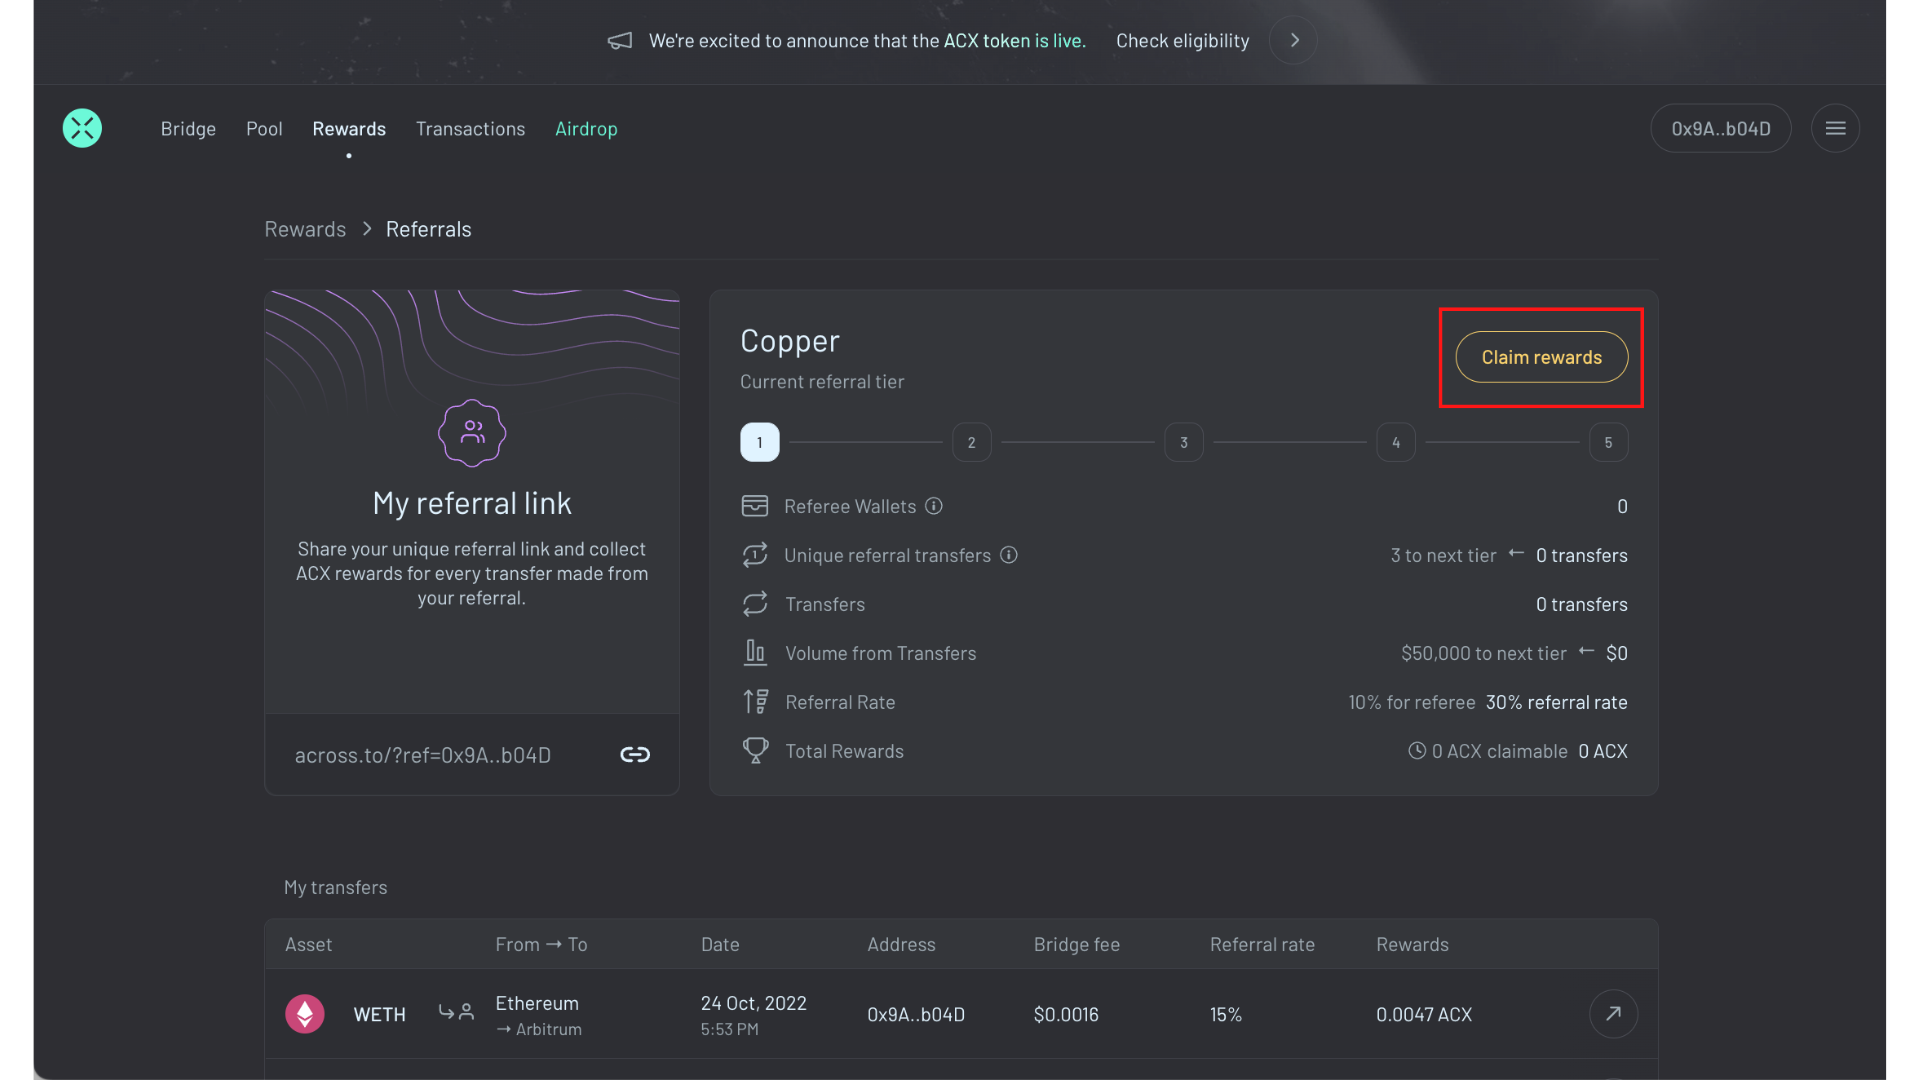 We're excited to announce that the ACX token is live. Check eligibility
Bridge Pool Rewards Transactions Airdrop 0x9A..b04D
Rewards > Referrals
My referral link
Share your unique referral link and collect
ACX rewards for every transfer made from
your referral.
across.to/?ref=0x9A..b04D
Copper
Current referral tier
Claim rewards
1 2 3 4 5
Referee Wallets 0
Unique referral transfers 3 to next tier ← 0 transfers
Transfers 0 transfers
Volume from Transfers $50,000 to next tier ← $0
Referral Rate 10% for referee 30% referral rate
Total Rewards 0 ACX claimable 0 ACX
My transfers
Asset From → To Date Address Bridge fee Referral rate Rewards
WETH Ethereum 24 Oct, 2022 0x9A..b04D $0.0016 15% 0.0047 ACX
→ Arbitrum 5:53 PM